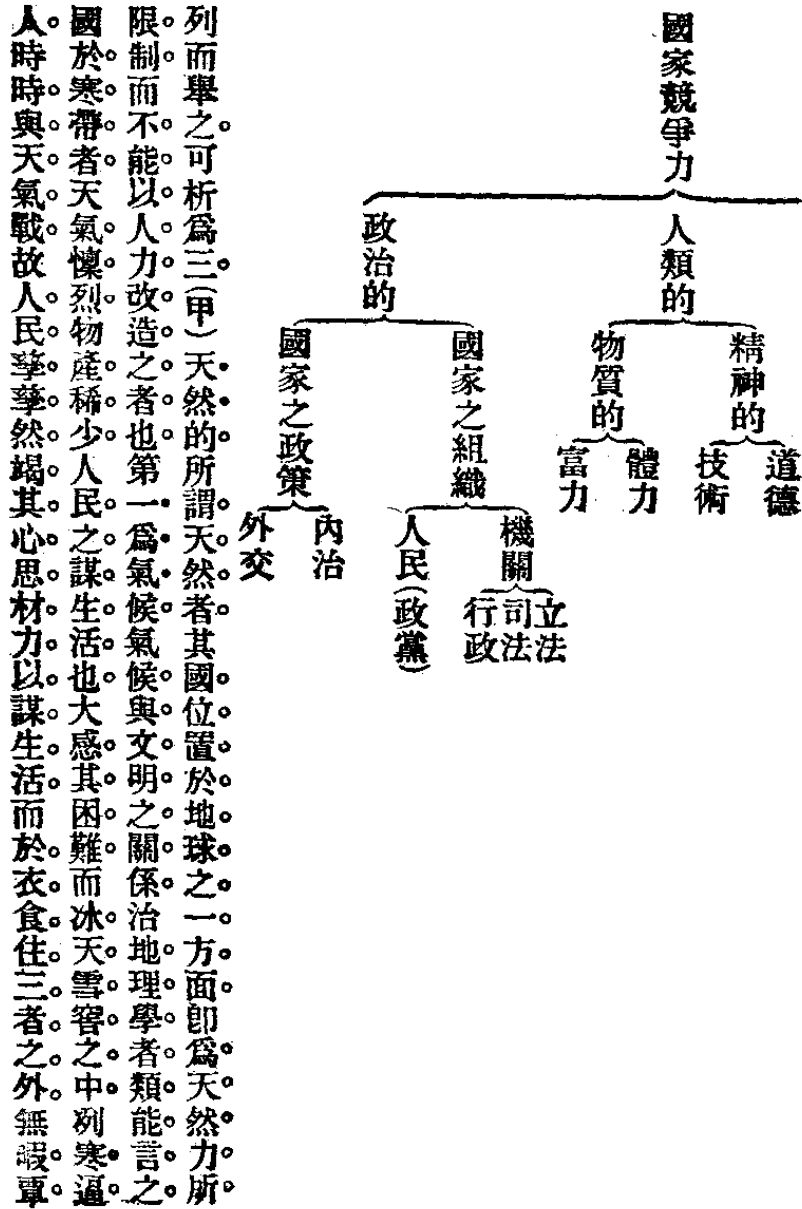 國家競爭力
人類的
精神的
道德
技術
物質的
體力
富力
政治的
國家之組織
機關
立法
司法
行政
人民(政黨)
國家之政策
內治
外交
列而舉之可析爲三(甲)天然的所謂天然者其國位置於地球之一方面卽爲天然力所
限制而不能以人力改造之者也第一爲氣候氣候與文明之關係治地理學者類能言之
國於寒帶者天氣懍烈物產稀少人民之謀生活也大感其困難而冰天雪窖之中冽寒逼
人時時與天氣戰故人民孳孳然竭其心思材力以謀生活而於衣食住三者之外無暇覃